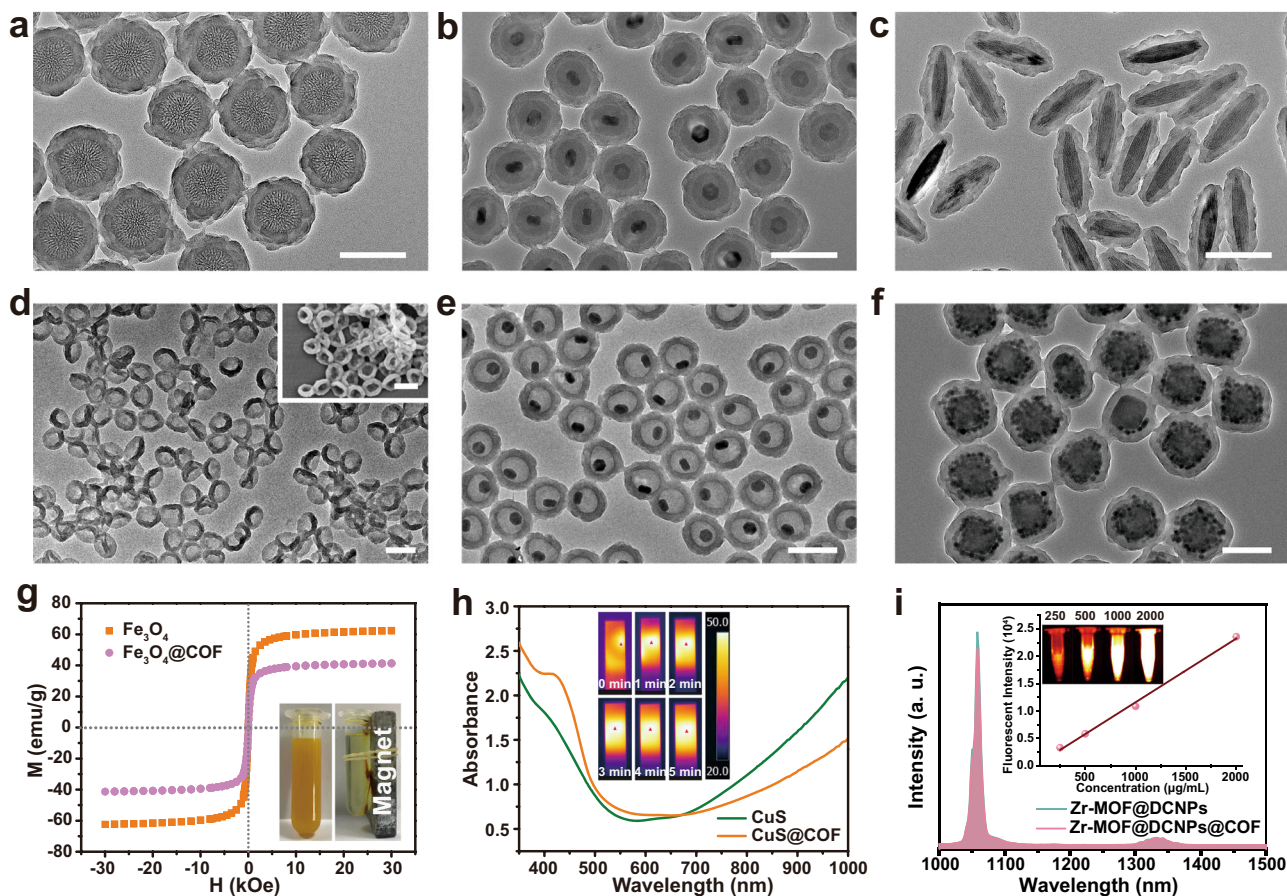 a
b
c
d
e
f
g
80
60
40
20
0
-20
-40
-60
-80
M (emu/g)
Fe₃O₄
Fe₃O₄@COF
Magnet
-30 -20 -10 0 10 20 30
H (kOe)
h
3.0
2.5
2.0
1.5
1.0
0.5
Absorbance
0 min 1 min 2 min
3 min 4 min 5 min
50.0
20.0
CuS
CuS@COF
400 500 600 700 800 900 1000
Wavelength (nm)
i
Intensity (a. u.)
Fluorescent Intensity (10⁴)
2.5
2.0
1.5
1.0
0.5
0.0
250 500 1000 2000
500 1000 1500 2000
Concentration (μg/mL)
Zr-MOF@DCNPs
Zr-MOF@DCNPs@COF
1000 1100 1200 1300 1400 1500
Wavelength (nm)